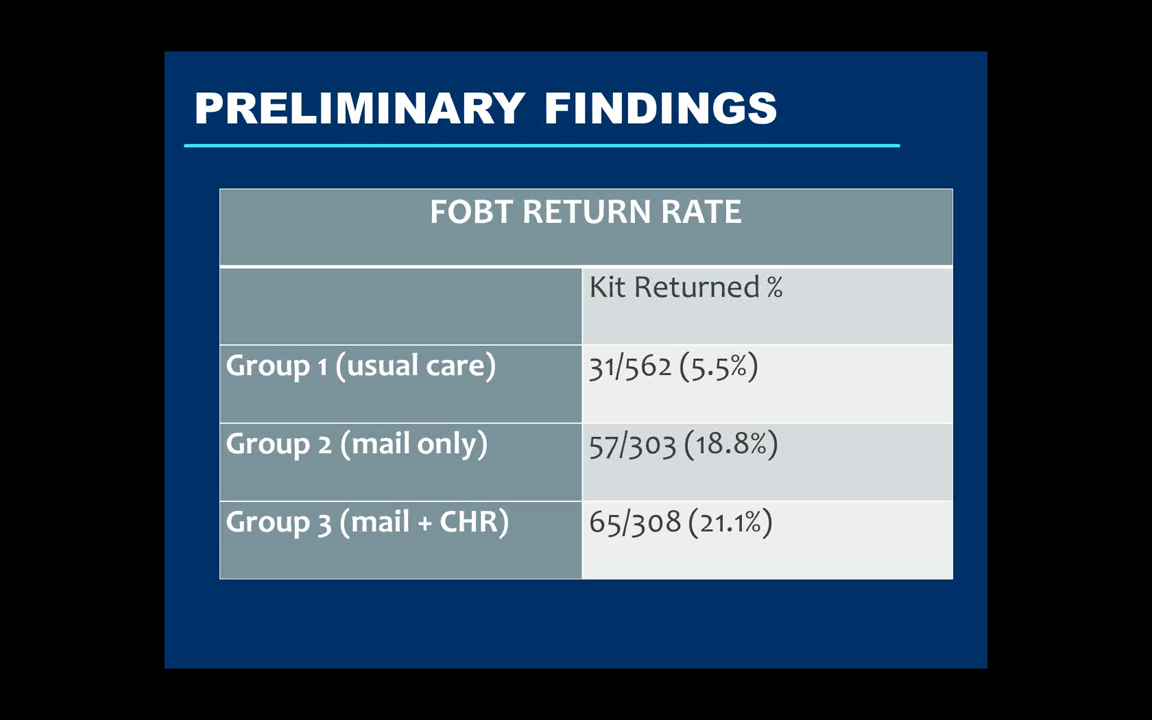 PRELIMINARY FINDINGS
FOBT RETURN RATE
Kit Returned %
Group 1 (usual care) 31/562 (5.5%)
Group 2 (mail only) 57/303 (18.8%)
Group 3 (mail + CHR) 65/308 (21.1%)